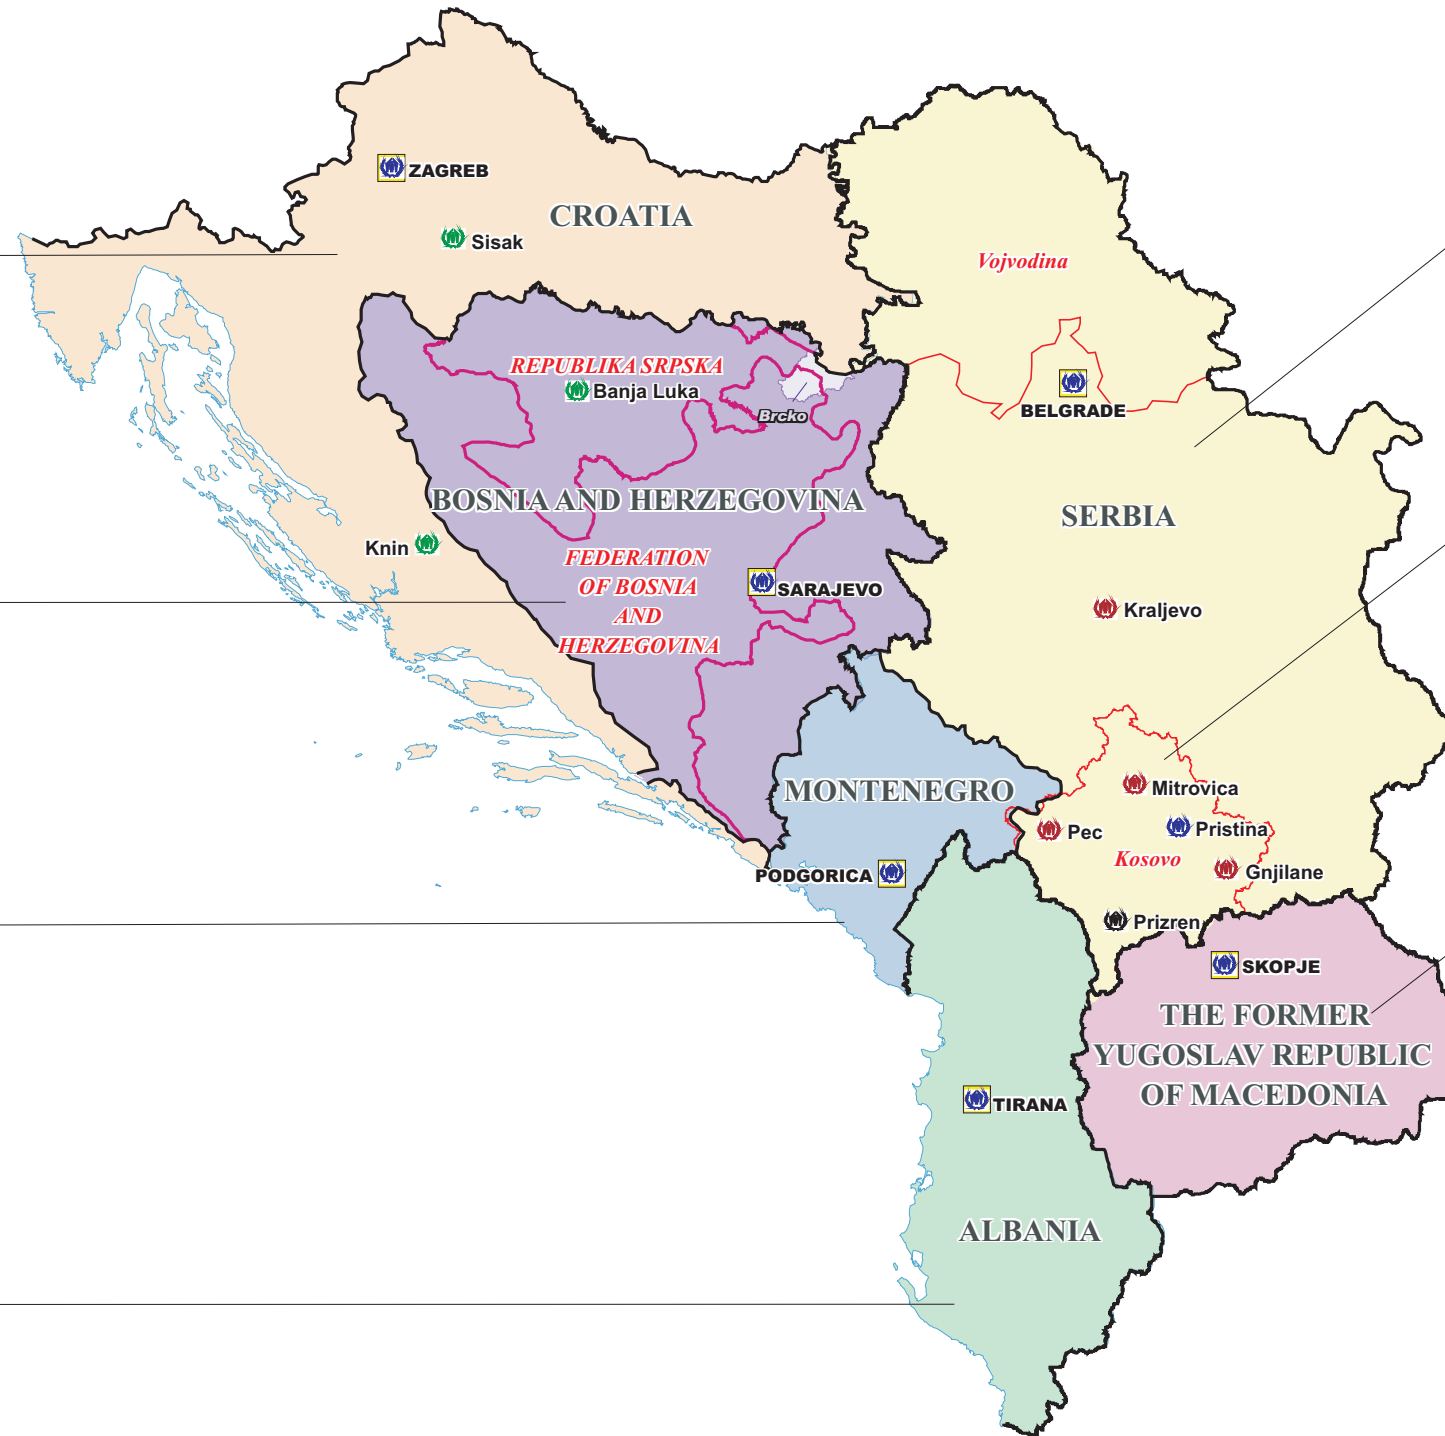 ZAGREB
CROATIA
Sisak
Vojvodina
REPUBLIKA SRPSKA
Banja Luka
Brcko
BELGRADE
BOSNIA AND HERZEGOVINA
SERBIA
Knin
FEDERATION
OF BOSNIA
AND
HERZEGOVINA
SARAJEVO
Kraljevo
MONTENEGRO
Mitrovica
Pec
Pristina
Kosovo
PODGORICA
Gnjilane
Prizren
SKOPJE
THE FORMER
YUGOSLAV REPUBLIC
OF MACEDONIA
TIRANA
ALBANIA